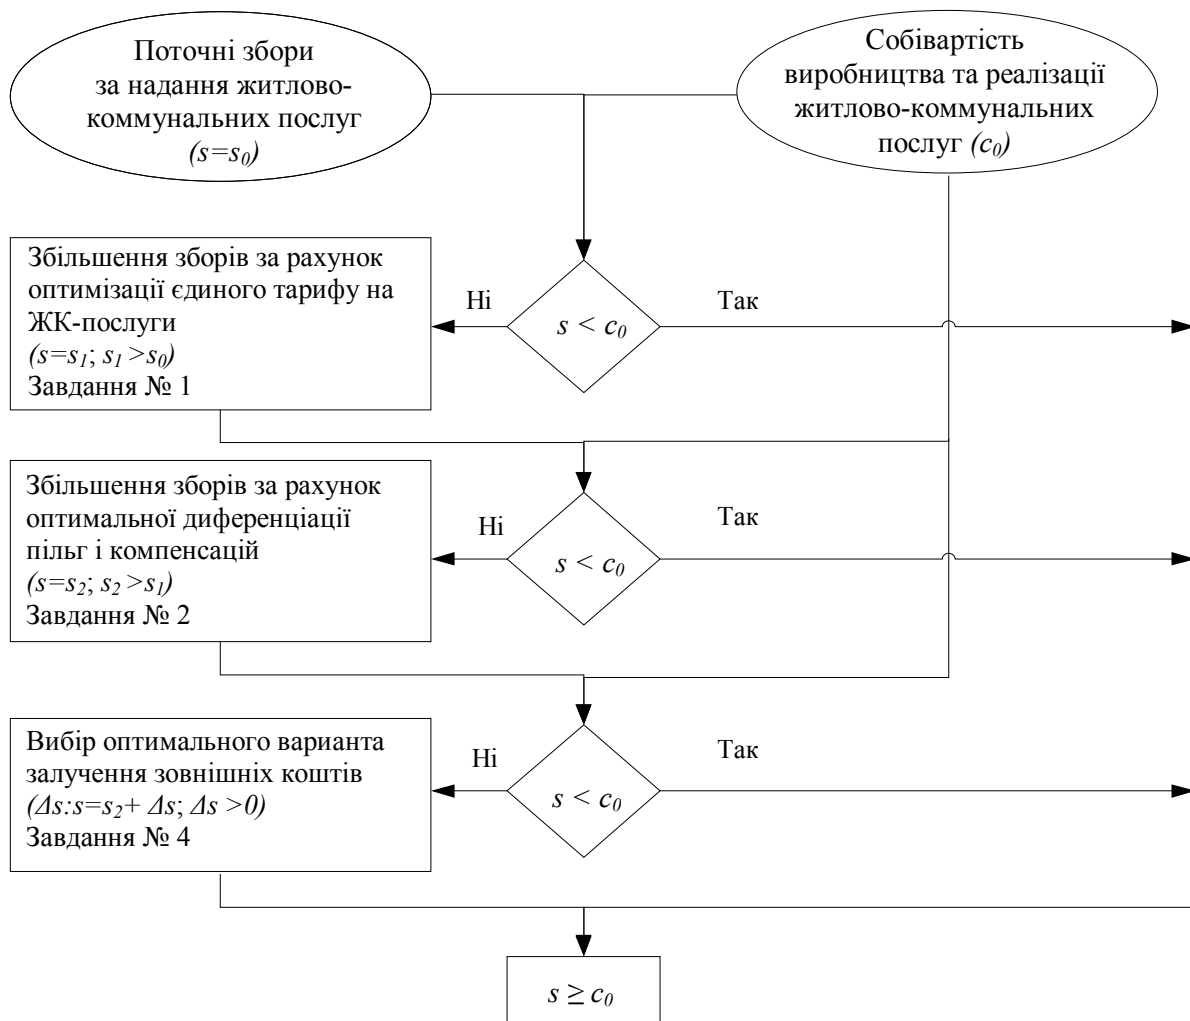 Поточні збори
за надання житлово-
коммунальних послуг
(s=s₀)
Собівартість
виробництва та реалізації
житлово-коммунальних
послуг (c₀)
Збільшення зборів за рахунок
оптимізації єдиного тарифу на
ЖК-послуги
(s=s₁; s₁ >s₀)
Завдання № 1
Ні
s < c₀
Так
Збільшення зборів за рахунок
оптимальної диференціації
пільг і компенсацій
(s=s₂; s₂ >s₁)
Завдання № 2
Ні
s < c₀
Так
Вибір оптимального варианта
залучення зовнішніх коштів
(Δs:s=s₂+ Δs; Δs >0)
Завдання № 4
Ні
s < c₀
Так
s ≥ c₀